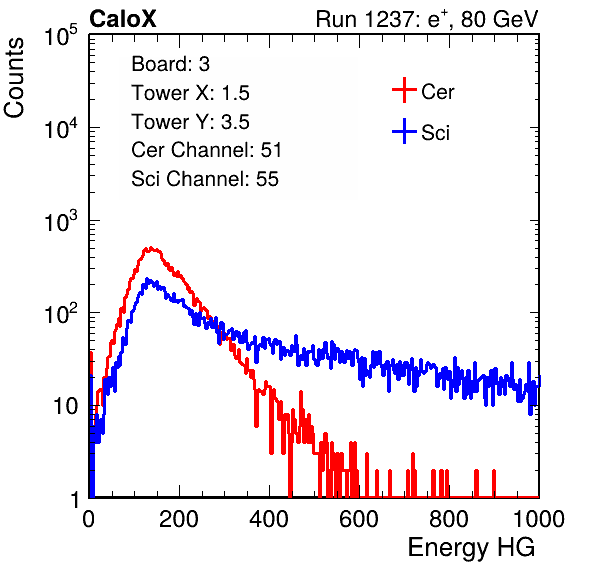 CaloX Run 1237: e⁺, 80 GeV
Counts
Board: 3
Tower X: 1.5
Tower Y: 3.5
Cer Channel: 51
Sci Channel: 55
Cer
Sci
10⁵
10⁴
10³
10²
10
1
0 200 400 600 800 1000
Energy HG